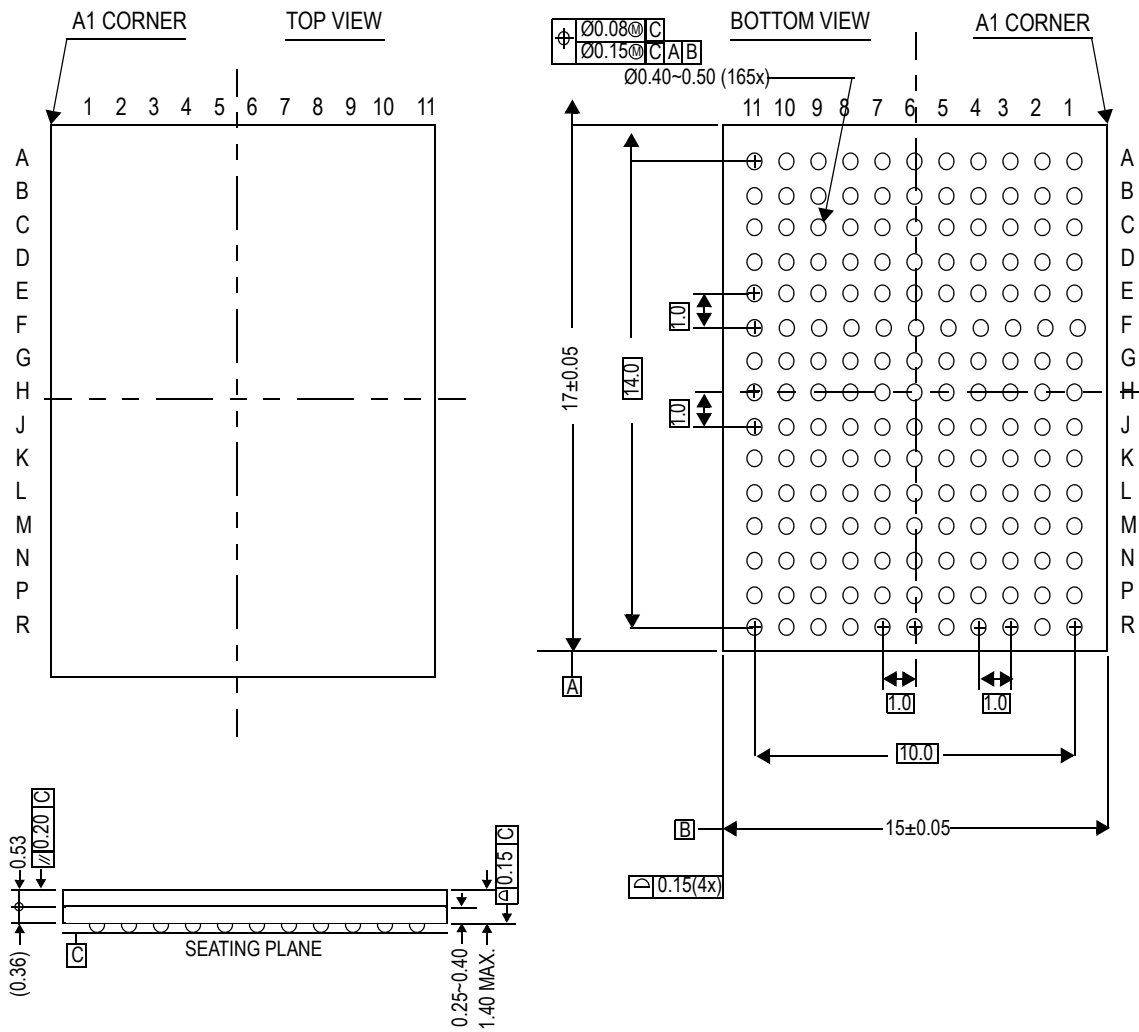 A1 CORNER
TOP VIEW
1 2 3 4 5 6 7 8 9 10 11
A
B
C
D
E
F
G
H
J
K
L
M
N
P
R
⌖ Ø0.08Ⓜ C
Ø0.15Ⓜ C A B
BOTTOM VIEW
A1 CORNER
Ø0.40~0.50 (165x)
11 10 9 8 7 6 5 4 3 2 1
A
B
C
D
E
F
G
H
J
K
L
M
N
P
R
17±0.05
14.0
1.0
1.0
A
1.0
1.0
10.0
B
15±0.05
⌓ 0.15(4x)
0.53
⫽ 0.20 C
(0.36)
C
SEATING PLANE
0.25~0.40
1.40 MAX.
⌓ 0.15 C